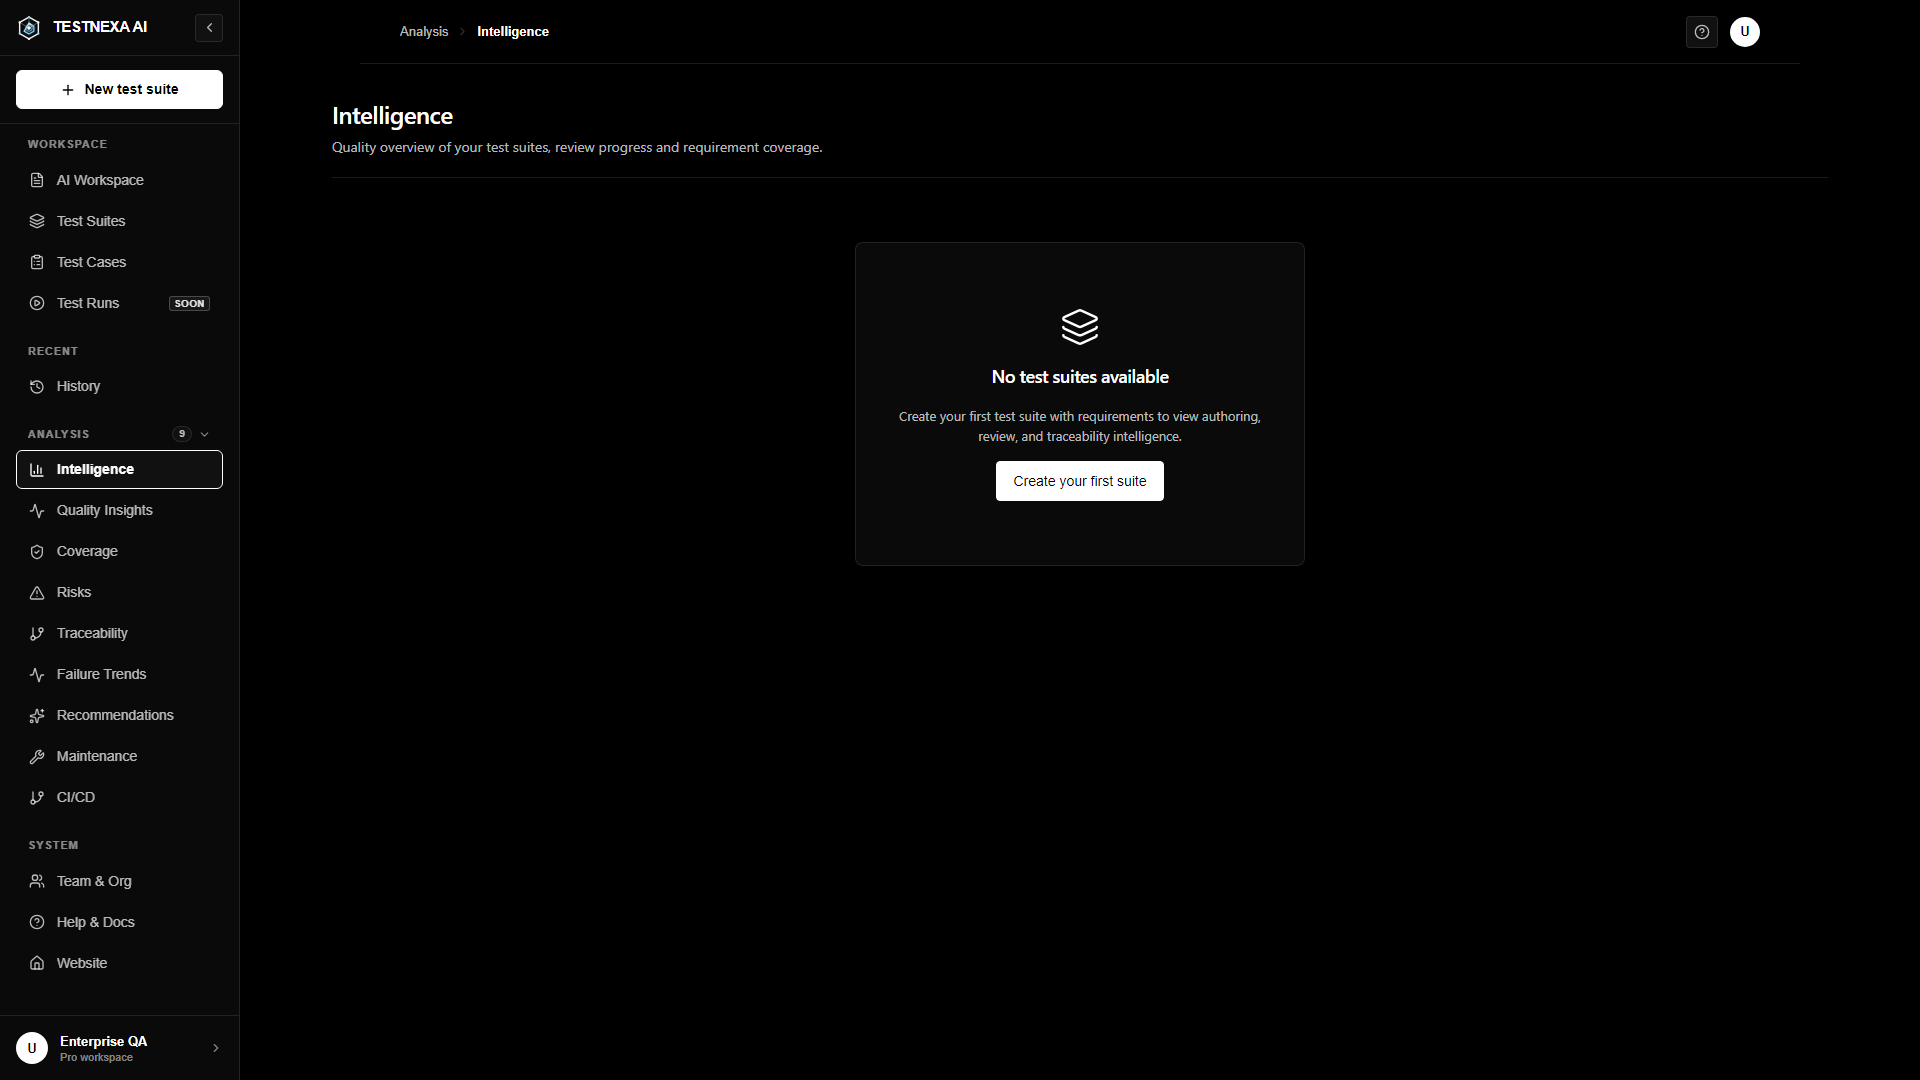 TESTNEXA AI
New test suite
WORKSPACE
AI Workspace
Test Suites
Test Cases
Test Runs SOON
RECENT
History
ANALYSIS 9
Intelligence
Quality Insights
Coverage
Risks
Traceability
Failure Trends
Recommendations
Maintenance
CI/CD
SYSTEM
Team & Org
Help & Docs
Website
U Enterprise QA
Pro workspace
Analysis Intelligence
U
Intelligence
Quality overview of your test suites, review progress and requirement coverage.
No test suites available
Create your first test suite with requirements to view authoring,
review, and traceability intelligence.
Create your first suite